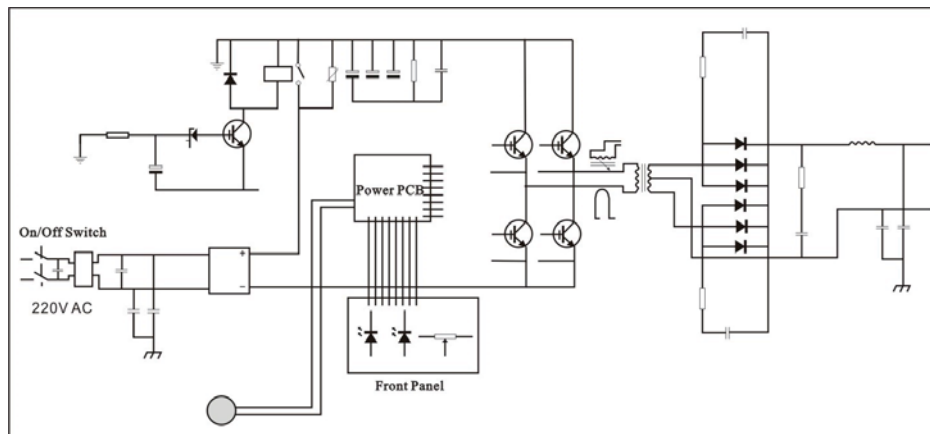 Power PCB
On/Off Switch
+
−
220V AC
Front Panel